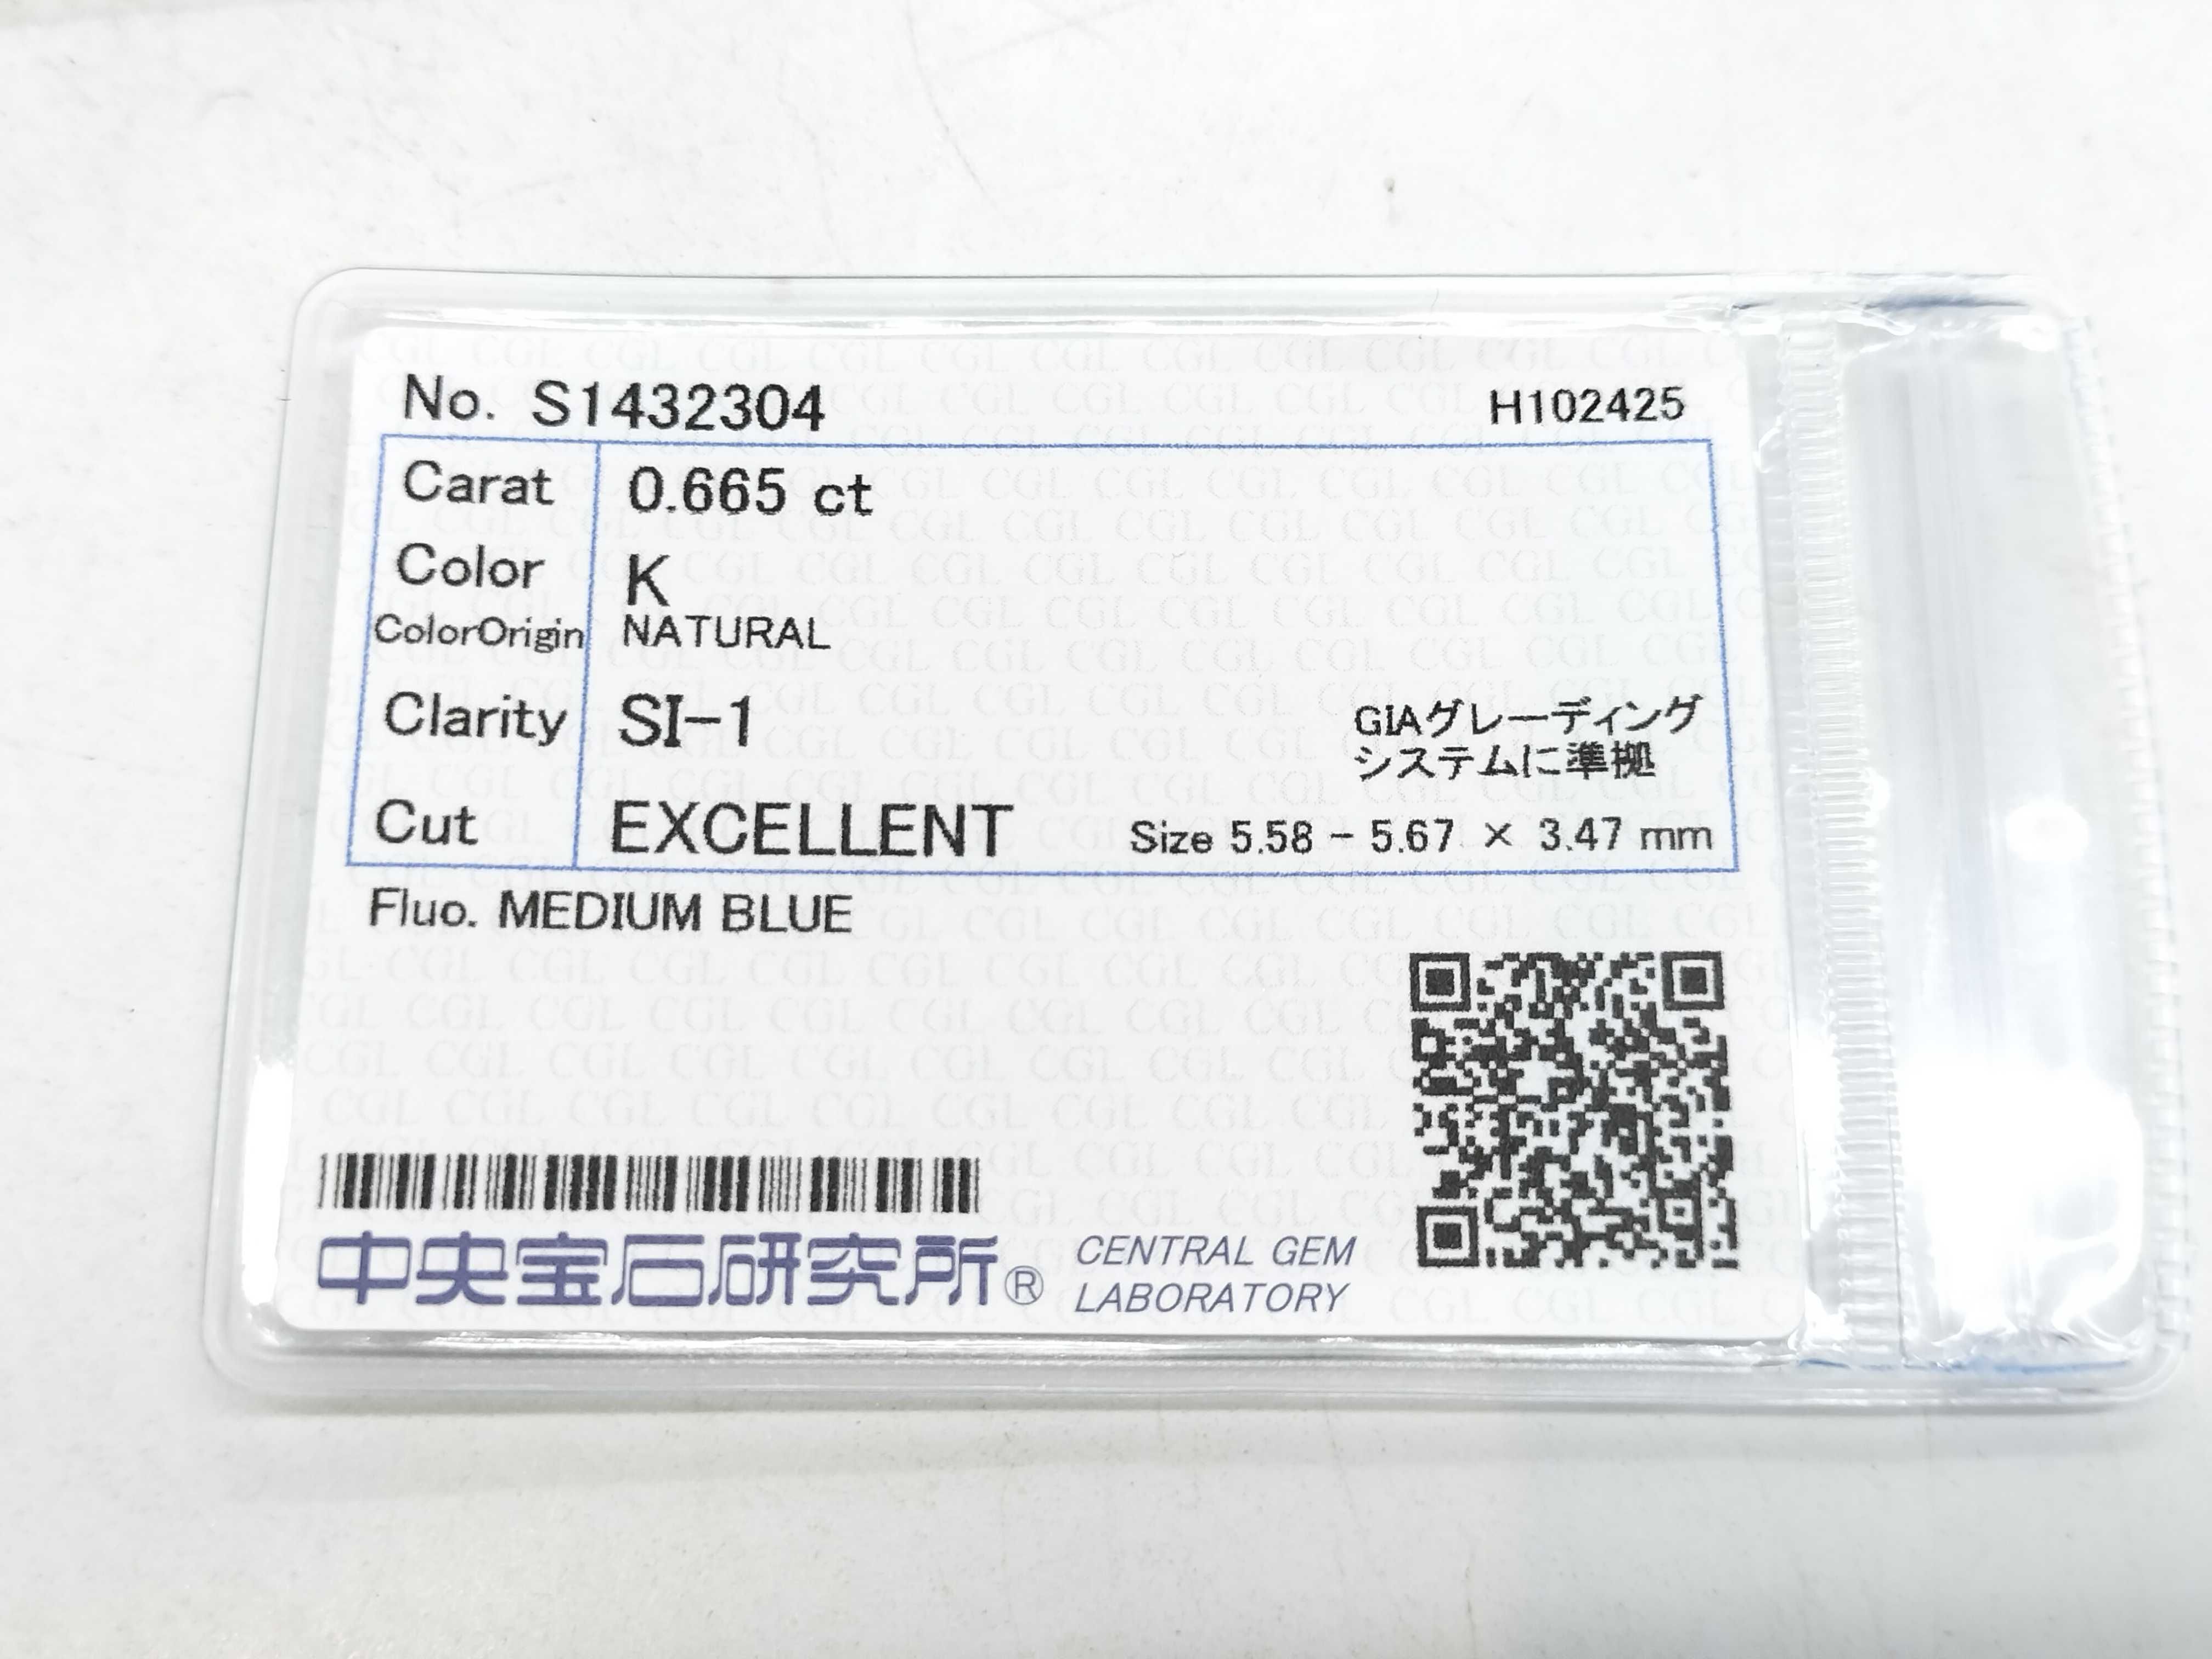 No. S1432304 H102425
Carat 0.665 ct
Color K
ColorOrigin NATURAL
Clarity SI-1
GIAグレーディング
システムに準拠
Cut EXCELLENT Size 5.58 - 5.67 × 3.47 mm
Fluo. MEDIUM BLUE
中央宝石研究所® CENTRAL GEM
LABORATORY